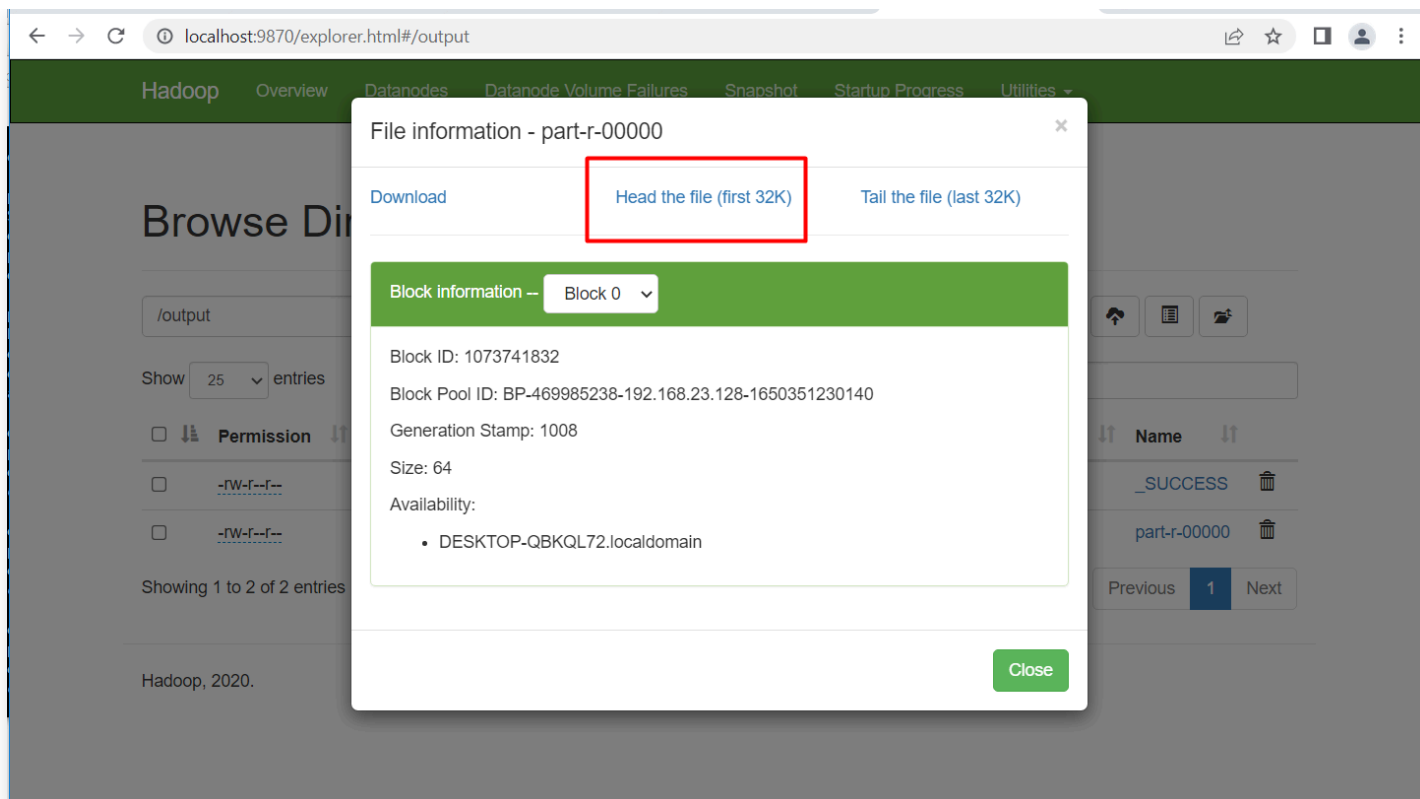 localhost:9870/explorer.html#/output
Hadoop Overview Datanodes Datanode Volume Failures Snapshot Startup Progress Utilities
File information - part-r-00000 ×
Download Head the file (first 32K) Tail the file (last 32K)
Browse Dir
Block information -- Block 0
/output
Block ID: 1073741832
Show 25 entries
Block Pool ID: BP-469985238-192.168.23.128-1650351230140
Permission Name
Generation Stamp: 1008
Size: 64
-rw-r--r-- _SUCCESS
Availability:
-rw-r--r-- part-r-00000
• DESKTOP-QBKQL72.localdomain
Showing 1 to 2 of 2 entries Previous 1 Next
Close
Hadoop, 2020.